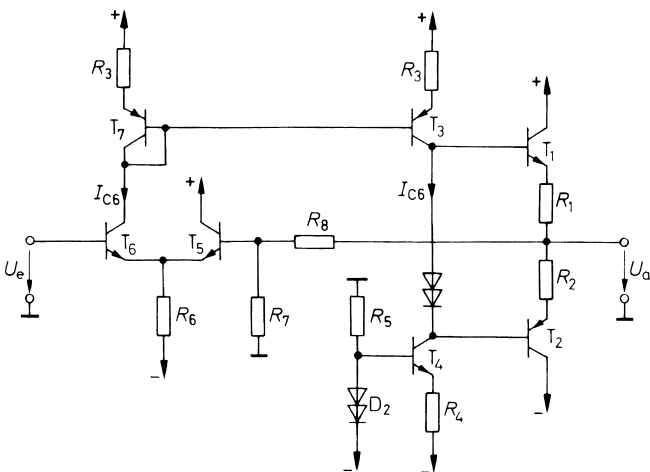 +
+
R3
R3
+
T7
T3
T1
IC6
+
IC6
R1
R8
T6
T5
Ue
Ua
R6
R7
R5
R2
T4
T2
D2
R4
−
−
−
−